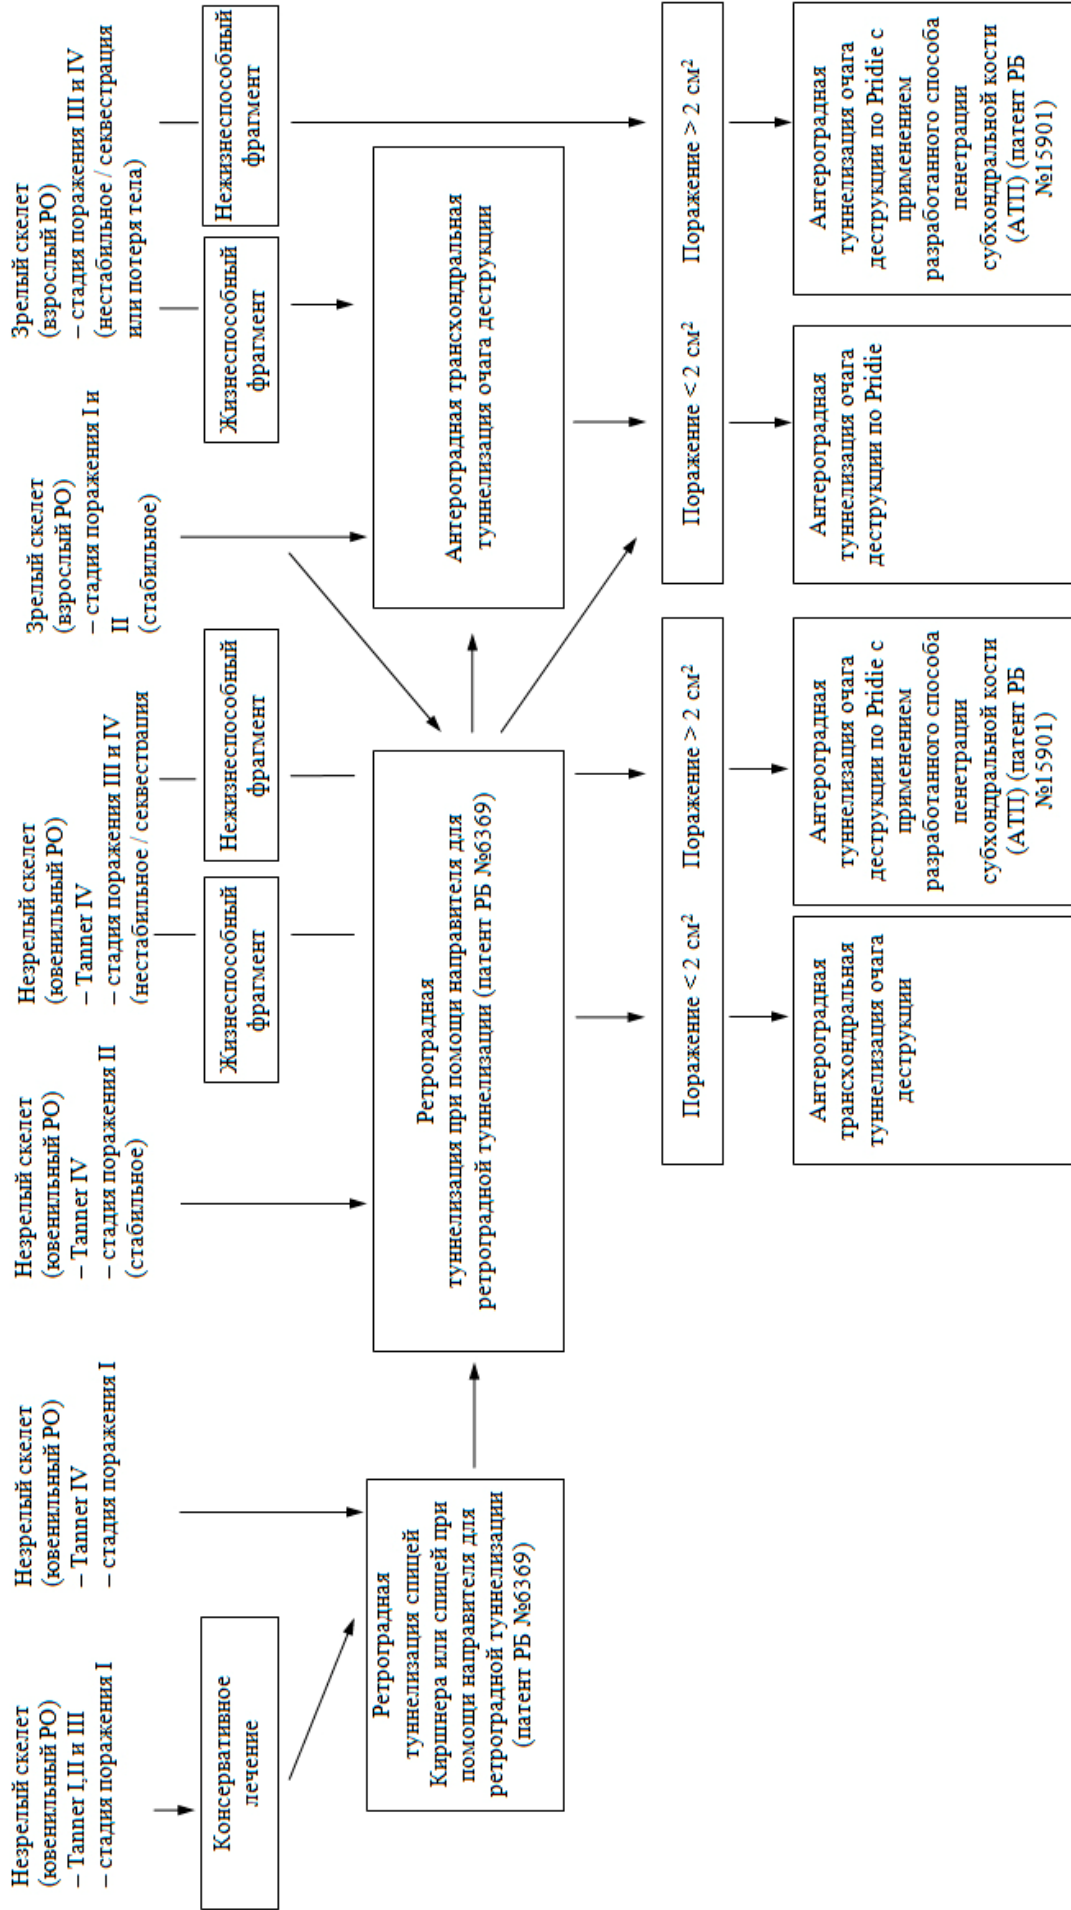 Незрелый скелет
(ювенильный РО)
– Tanner I,II и III
– стадия поражения I
Незрелый скелет
(ювенильный РО)
– Tanner IV
– стадия поражения I
Незрелый скелет
(ювенильный РО)
– Tanner IV
– стадия поражения II
(стабильное)
Незрелый скелет
(ювенильный РО)
– Tanner IV
– стадия поражения III и IV
(нестабильное / секвестрация
Зрелый скелет
(взрослый РО)
– стадия поражения I и
II
(стабильное)
Зрелый скелет
(взрослый РО)
– стадия поражения III и IV
(нестабильное / секвестрация
или потеря тела)
Консервативное
лечение
Жизнеспособный
фрагмент
Нежизнеспособный
фрагмент
Жизнеспособный
фрагмент
Нежизнеспособный
фрагмент
Ретроградная
туннелизация спицей
Киршнера или спицей при
помощи направителя для
ретроградной туннелизации
(патент РБ №6369)
Ретроградная
туннелизация при помощи направителя для
ретроградной туннелизации (патент РБ №6369)
Антероградная трансхондральная
туннелизация очага деструкции
Поражение < 2 см²
Поражение > 2 см²
Поражение < 2 см²
Поражение > 2 см²
Антероградная
трансхондральная
туннелизация очага
деструкции
Антероградная
туннелизация очага
деструкции по Pridie с
применением
разработанного способа
пенетрации
субхондральной кости
(АТП) (патент РБ
№15901)
Антероградная
туннелизация очага
деструкции по Pridie
Антероградная
туннелизация очага
деструкции по Pridie с
применением
разработанного способа
пенетрации
субхондральной кости
(АТП) (патент РБ
№15901)